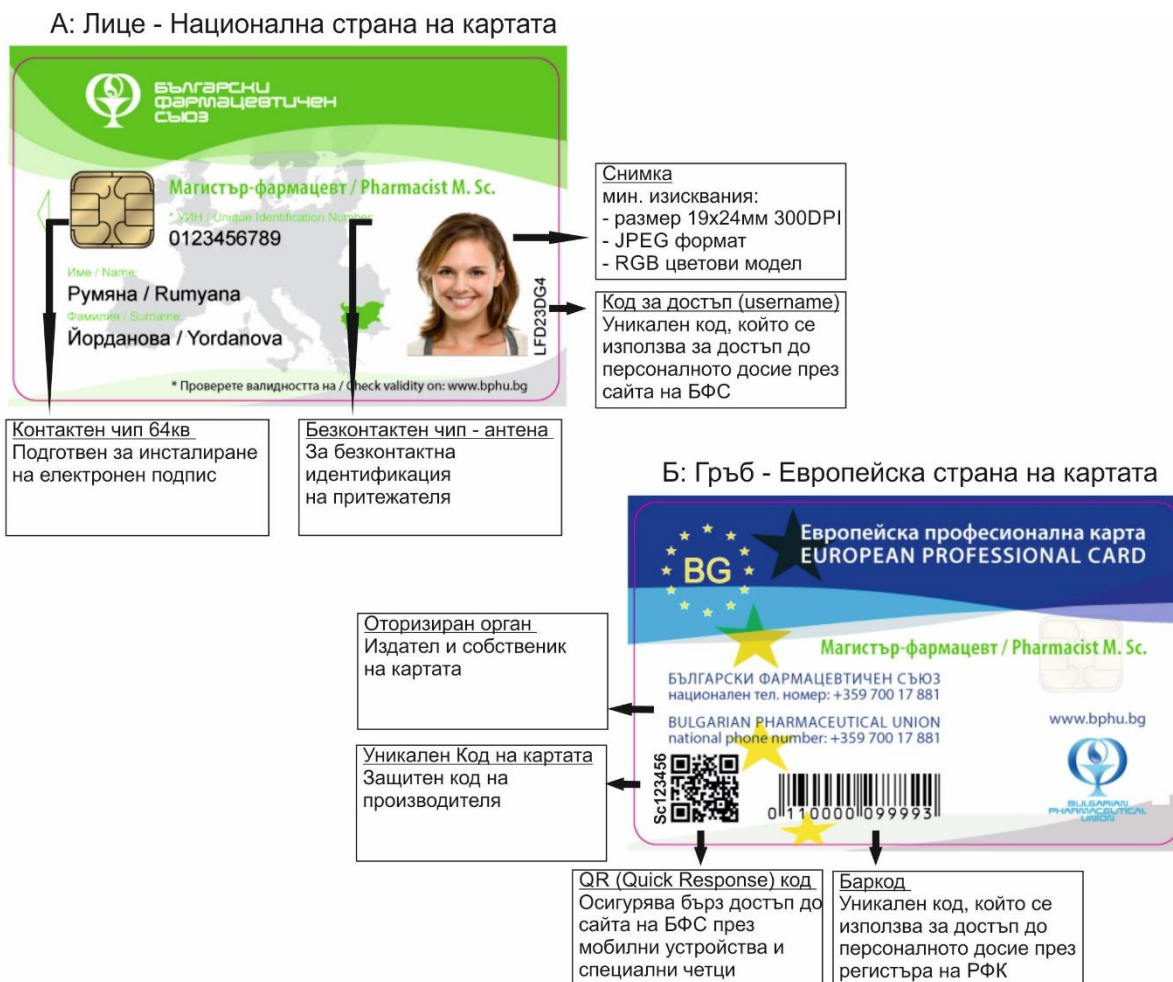 А: Лице - Национална страна на картата
БЪЛГАРСКИ
ФАРМАЦЕВТИЧЕН
СЪЮЗ
Магистър-фармацевт / Pharmacist M. Sc.
* УИН / Unique Identification Number:
0123456789
Име / Name:
Румяна / Rumyana
Фамилия / Surname:
Йорданова / Yordanova
LFD23DG4
* Проверете валидността на / Check validity on: www.bphu.bg
Снимка
мин. изисквания:
- размер 19х24мм 300DPI
- JPEG формат
- RGB цветови модел
Код за достъп (username)
Уникален код, който се
използва за достъп до
персоналното досие през
сайта на БФС
Контактен чип 64кв
Подготвен за инсталиране
на електронен подпис
Безконтактен чип - антена
За безконтактна
идентификация
на притежателя
Б: Гръб - Европейска страна на картата
BG
Европейска професионална карта
EUROPEAN PROFESSIONAL CARD
Магистър-фармацевт / Pharmacist M. Sc.
БЪЛГАРСКИ ФАРМАЦЕВТИЧЕН СЪЮЗ
национален тел. номер: +359 700 17 881
BULGARIAN PHARMACEUTICAL UNION
national phone number: +359 700 17 881
www.bphu.bg
BULGARIAN
PHARMACEUTICAL
UNION
Sc123456
0 110000 099993
Оторизиран орган
Издател и собственик
на картата
Уникален Код на картата
Защитен код на
производителя
QR (Quick Response) код
Осигурява бърз достъп до
сайта на БФС през
мобилни устройства и
специални четци
Баркод
Уникален код, който се
използва за достъп до
персоналното досие през
регистъра на РФК